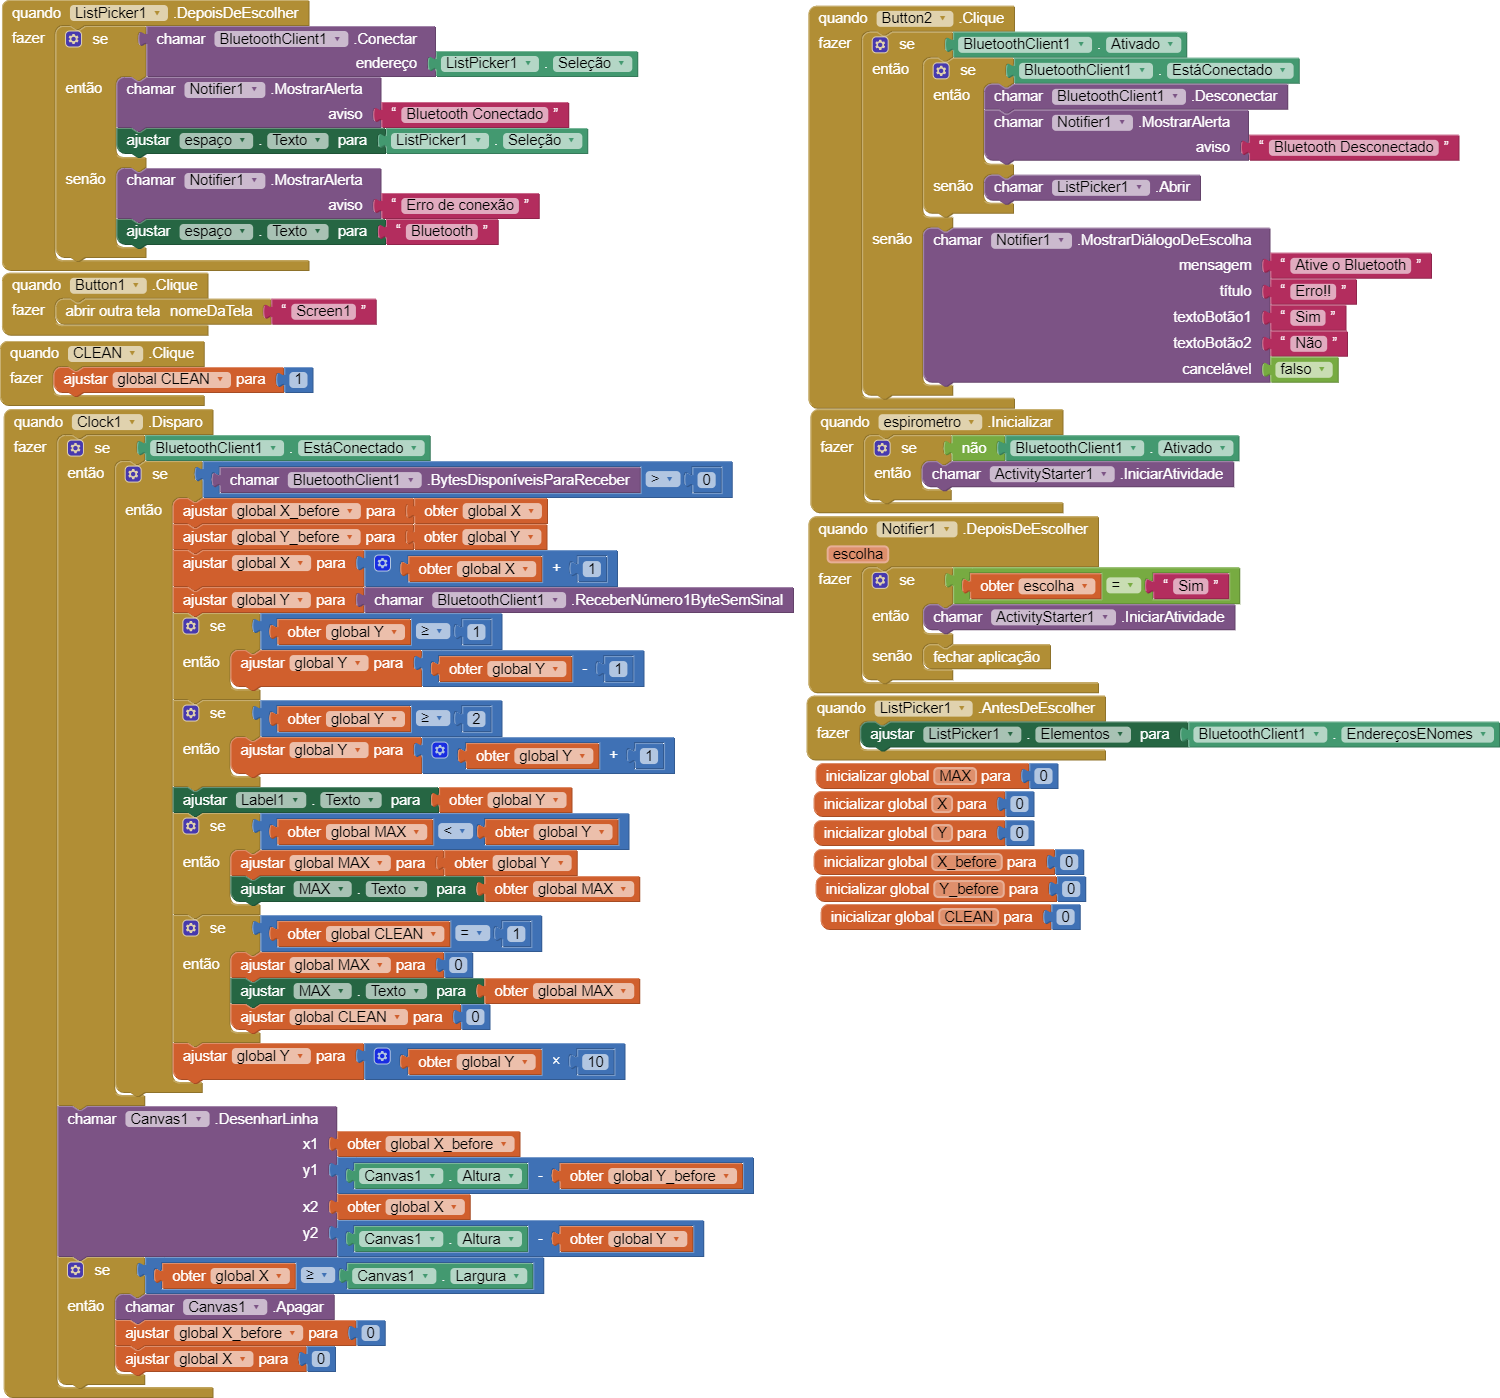 quando ListPicker1 .DepoisDeEscolher
fazer se chamar BluetoothClient1 .Conectar
endereço ListPicker1 . Seleção
então chamar Notifier1 .MostrarAlerta
aviso “ Bluetooth Conectado ”
ajustar espaço . Texto para ListPicker1 . Seleção
senão chamar Notifier1 .MostrarAlerta
aviso “ Erro de conexão ”
ajustar espaço . Texto para “ Bluetooth ”
quando Button1 .Clique
fazer abrir outra tela nomeDaTela “ Screen1 ”
quando CLEAN .Clique
fazer ajustar global CLEAN para 1
quando Clock1 .Disparo
fazer se BluetoothClient1 . EstáConectado
então se chamar BluetoothClient1 .BytesDisponíveisParaReceber > 0
então ajustar global X_before para obter global X
ajustar global Y_before para obter global Y
ajustar global X para obter global X + 1
ajustar global Y para chamar BluetoothClient1 .ReceberNúmero1ByteSemSinal
se obter global Y ≥ 1
então ajustar global Y para obter global Y - 1
se obter global Y ≥ 2
então ajustar global Y para obter global Y + 1
ajustar Label1 . Texto para obter global Y
se obter global MAX < obter global Y
então ajustar global MAX para obter global Y
ajustar MAX . Texto para obter global MAX
se obter global CLEAN = 1
então ajustar global MAX para 0
ajustar MAX . Texto para obter global MAX
ajustar global CLEAN para 0
ajustar global Y para obter global Y × 10
chamar Canvas1 .DesenharLinha
x1 obter global X_before
y1 Canvas1 . Altura - obter global Y_before
x2 obter global X
y2 Canvas1 . Altura - obter global Y
se obter global X ≥ Canvas1 . Largura
então chamar Canvas1 .Apagar
ajustar global X_before para 0
ajustar global X para 0
quando Button2 .Clique
fazer se BluetoothClient1 . Ativado
então se BluetoothClient1 . EstáConectado
então chamar BluetoothClient1 .Desconectar
chamar Notifier1 .MostrarAlerta
aviso “ Bluetooth Desconectado ”
senão chamar ListPicker1 .Abrir
senão chamar Notifier1 .MostrarDiálogoDeEscolha
mensagem “ Ative o Bluetooth ”
título “ Erro!! ”
textoBotão1 “ Sim ”
textoBotão2 “ Não ”
cancelável falso
quando espirometro .Inicializar
fazer se não BluetoothClient1 . Ativado
então chamar ActivityStarter1 .IniciarAtividade
quando Notifier1 .DepoisDeEscolher
escolha
fazer se obter escolha = “ Sim ”
então chamar ActivityStarter1 .IniciarAtividade
senão fechar aplicação
quando ListPicker1 .AntesDeEscolher
fazer ajustar ListPicker1 . Elementos para BluetoothClient1 . EndereçosENomes
inicializar global MAX para 0
inicializar global X para 0
inicializar global Y para 0
inicializar global X_before para 0
inicializar global Y_before para 0
inicializar global CLEAN para 0